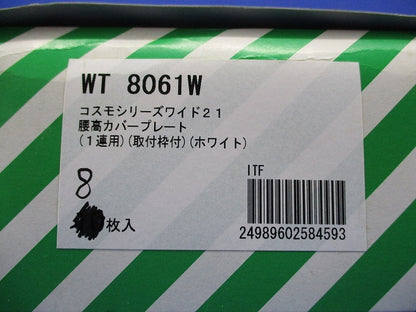 WT 8061W
コスモシリーズワイド21
腰高カバープレート
(1連用)(取付枠付)(ホワイト)
8
枚入
ITF
24989602584593